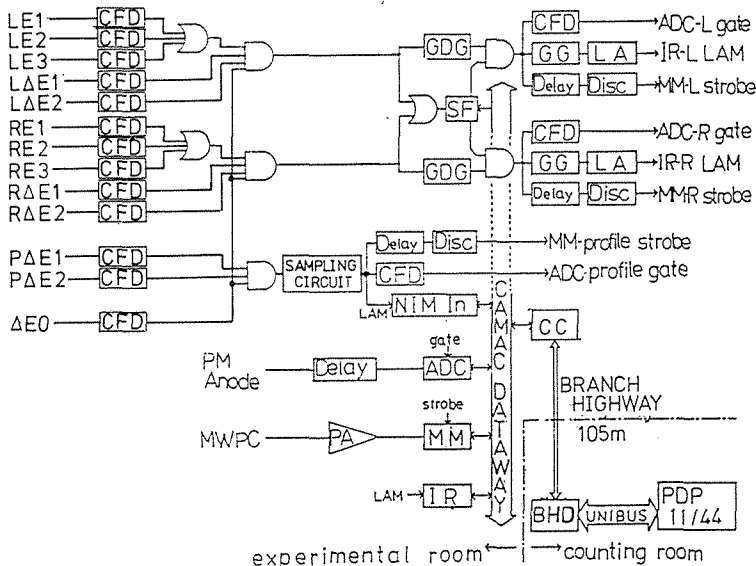 LE1 CFD
LE2 CFD
LE3 CFD
LΔE1 CFD
LΔE2 CFD
RE1 CFD
RE2 CFD
RE3 CFD
RΔE1 CFD
RΔE2 CFD
PΔE1 CFD
PΔE2 CFD
ΔE0 CFD
GDG
SF
GDG
CFD ADC-L gate
GG LA IR-L LAM
Delay Disc MM-L strobe
CFD ADC-R gate
GG LA IR-R LAM
Delay Disc MM-R strobe
SAMPLING
CIRCUIT
Delay Disc MM-profile strobe
CFD ADC-profile gate
LAM NIM In
CAMAC DATAWAY
CC
gate
PM
Anode
Delay
ADC
BRANCH
HIGHWAY
105m
strobe
MWPC
PA
MM
LAM IR
BHD UNIBUS PDP
11/44
experimental room counting room